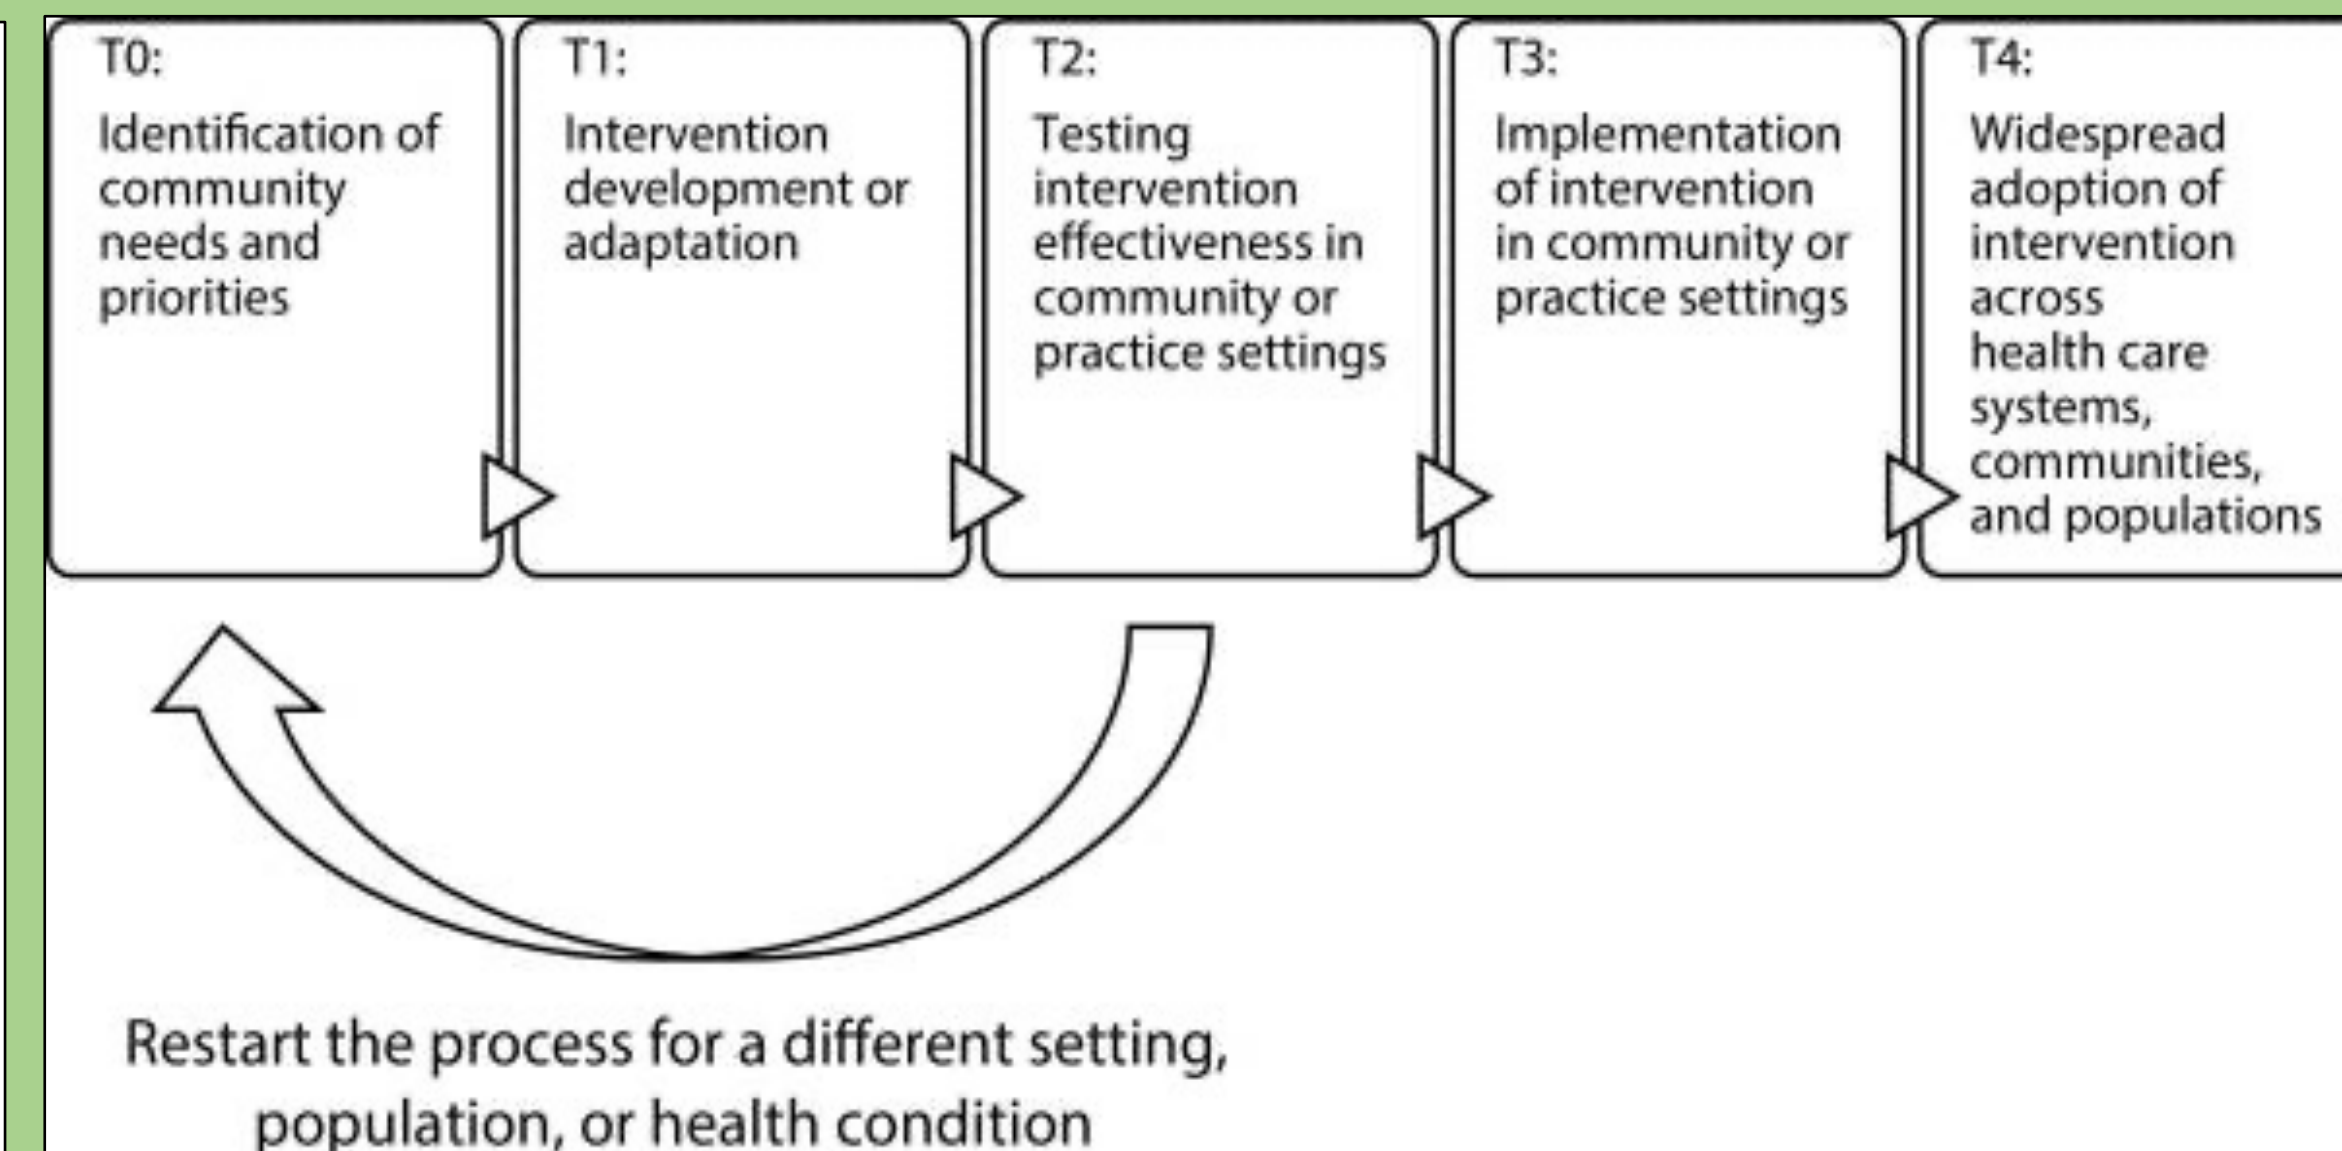 T0:
Identification of
community
needs and
priorities
T1:
Intervention
development or
adaptation
T2:
Testing
intervention
effectiveness in
community or
practice settings
T3:
Implementation
of intervention
in community or
practice settings
T4:
Widespread
adoption of
intervention
across
health care
systems,
communities,
and populations
Restart the process for a different setting,
population, or health condition